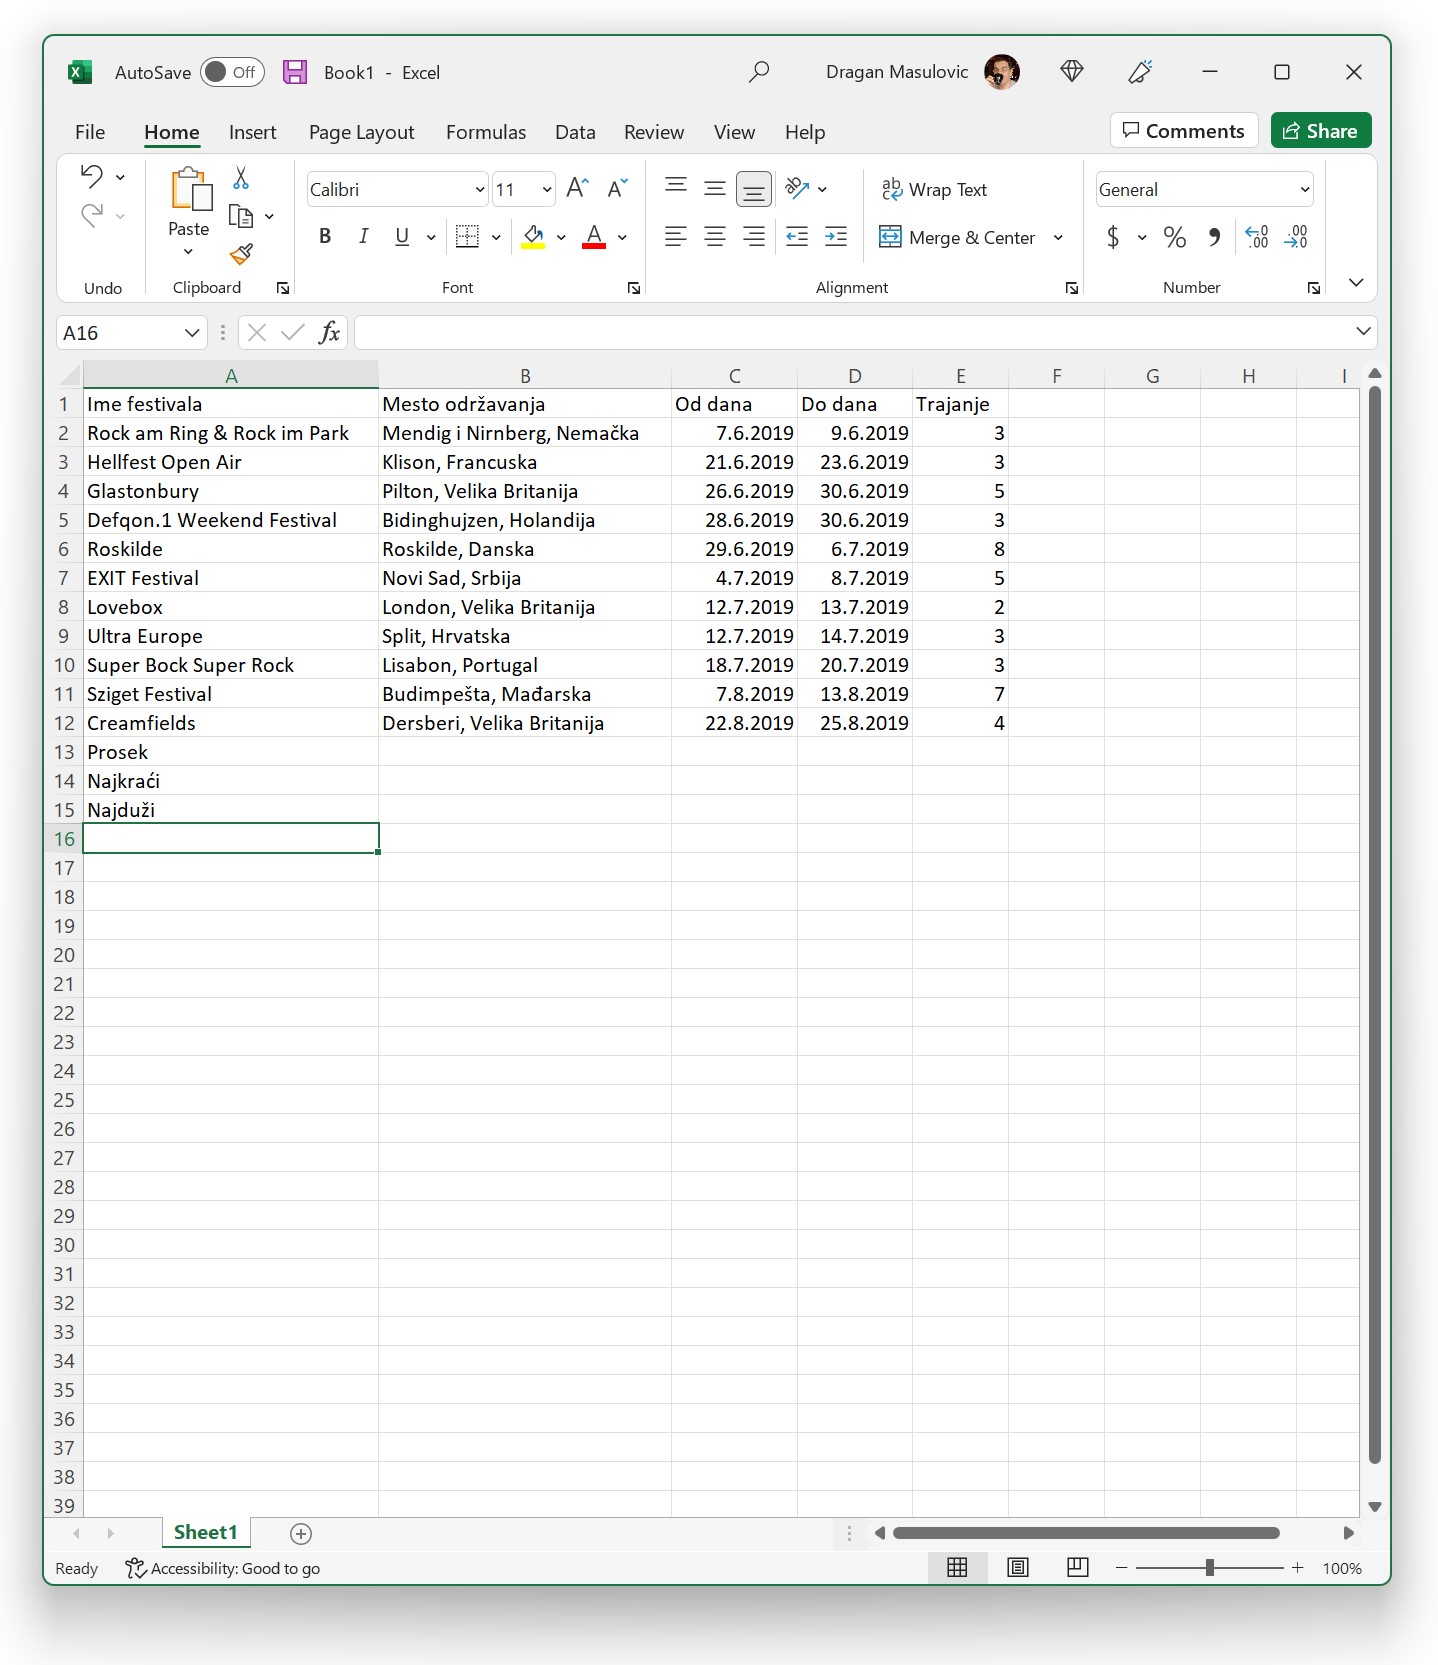 AutoSave Off Book1 - Excel Dragan Masulovic
File Home Insert Page Layout Formulas Data Review View Help Comments Share
Calibri 11 ab Wrap Text General
Paste B I U A Merge & Center $ % .00 .00
Undo Clipboard Font Alignment Number
A16 fx
A B C D E F G H I
1 Ime festivala Mesto održavanja Od dana Do dana Trajanje
2 Rock am Ring & Rock im Park Mendig i Nirnberg, Nemačka 7.6.2019 9.6.2019 3
3 Hellfest Open Air Klison, Francuska 21.6.2019 23.6.2019 3
4 Glastonbury Pilton, Velika Britanija 26.6.2019 30.6.2019 5
5 Defqon.1 Weekend Festival Bidinghujzen, Holandija 28.6.2019 30.6.2019 3
6 Roskilde Roskilde, Danska 29.6.2019 6.7.2019 8
7 EXIT Festival Novi Sad, Srbija 4.7.2019 8.7.2019 5
8 Lovebox London, Velika Britanija 12.7.2019 13.7.2019 2
9 Ultra Europe Split, Hrvatska 12.7.2019 14.7.2019 3
10 Super Bock Super Rock Lisabon, Portugal 18.7.2019 20.7.2019 3
11 Sziget Festival Budimpešta, Mađarska 7.8.2019 13.8.2019 7
12 Creamfields Dersberi, Velika Britanija 22.8.2019 25.8.2019 4
13 Prosek
14 Najkraći
15 Najduži
16
17
18
19
20
21
22
23
24
25
26
27
28
29
30
31
32
33
34
35
36
37
38
39
Sheet1
Ready Accessibility: Good to go 100%